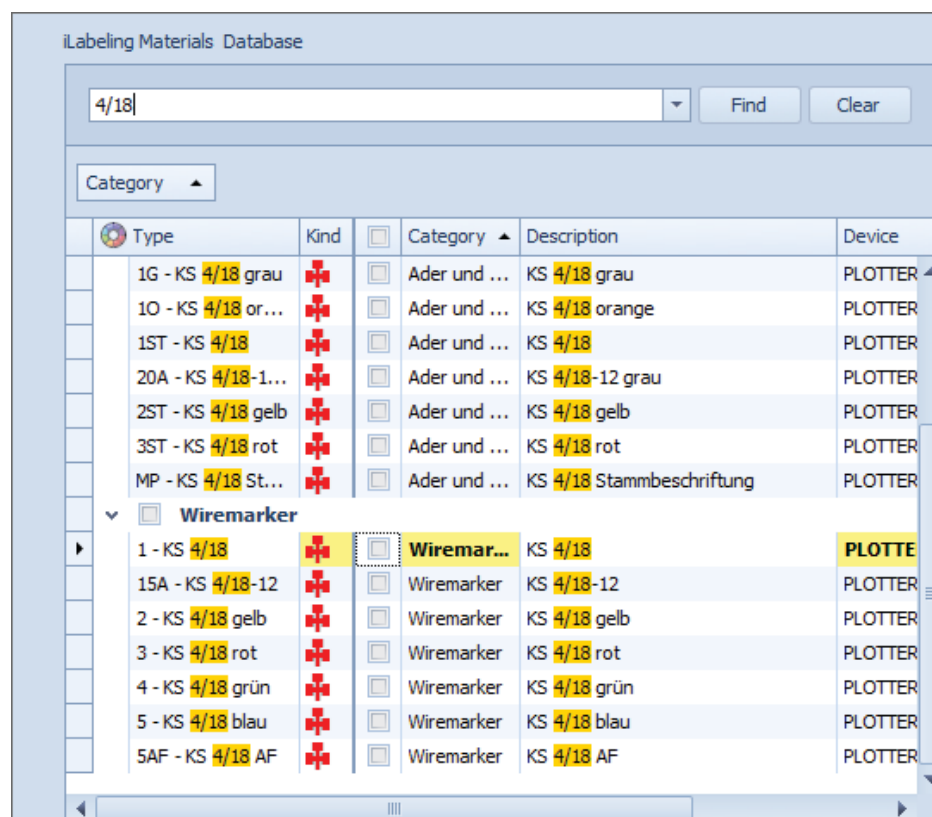 iLabeling Materials Database
4/18 Find Clear
Category
Type Kind Category Description Device
1G - KS 4/18 grau Ader und ... KS 4/18 grau PLOTTER
1O - KS 4/18 or... Ader und ... KS 4/18 orange PLOTTER
1ST - KS 4/18 Ader und ... KS 4/18 PLOTTER
20A - KS 4/18-1... Ader und ... KS 4/18-12 grau PLOTTER
2ST - KS 4/18 gelb Ader und ... KS 4/18 gelb PLOTTER
3ST - KS 4/18 rot Ader und ... KS 4/18 rot PLOTTER
MP - KS 4/18 St... Ader und ... KS 4/18 Stammbeschriftung PLOTTER
Wiremarker
1 - KS 4/18 Wiremar... KS 4/18 PLOTTE
15A - KS 4/18-12 Wiremarker KS 4/18-12 PLOTTER
2 - KS 4/18 gelb Wiremarker KS 4/18 gelb PLOTTER
3 - KS 4/18 rot Wiremarker KS 4/18 rot PLOTTER
4 - KS 4/18 grün Wiremarker KS 4/18 grün PLOTTER
5 - KS 4/18 blau Wiremarker KS 4/18 blau PLOTTER
5AF - KS 4/18 AF Wiremarker KS 4/18 AF PLOTTER